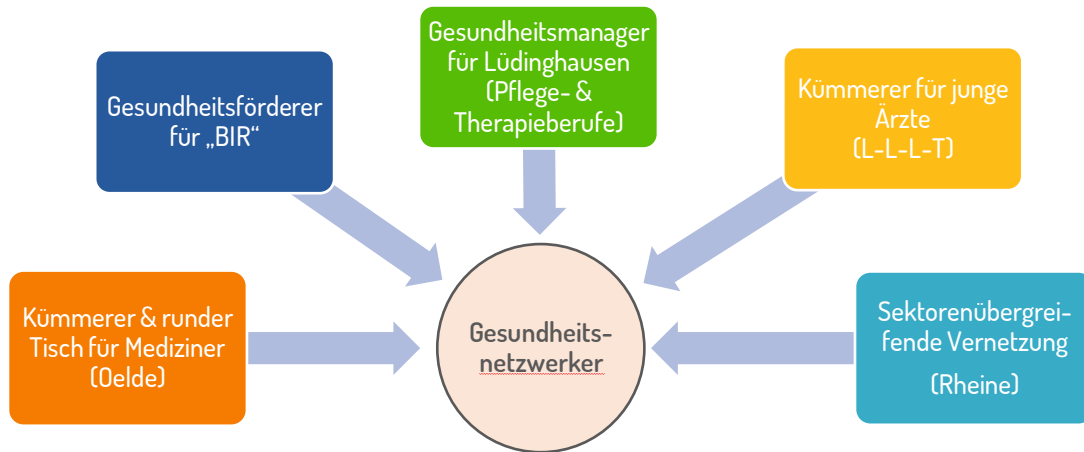 Gesundheitsmanager
für Lüdinghausen
(Pflege- &
Therapieberufe)
Gesundheitsförderer
für „BIR“
Kümmerer für junge
Ärzte
(L-L-L-T)
Kümmerer & runder
Tisch für Mediziner
(Oelde)
Gesundheits-
netzwerker
Sektorenübergrei-
fende Vernetzung
(Rheine)